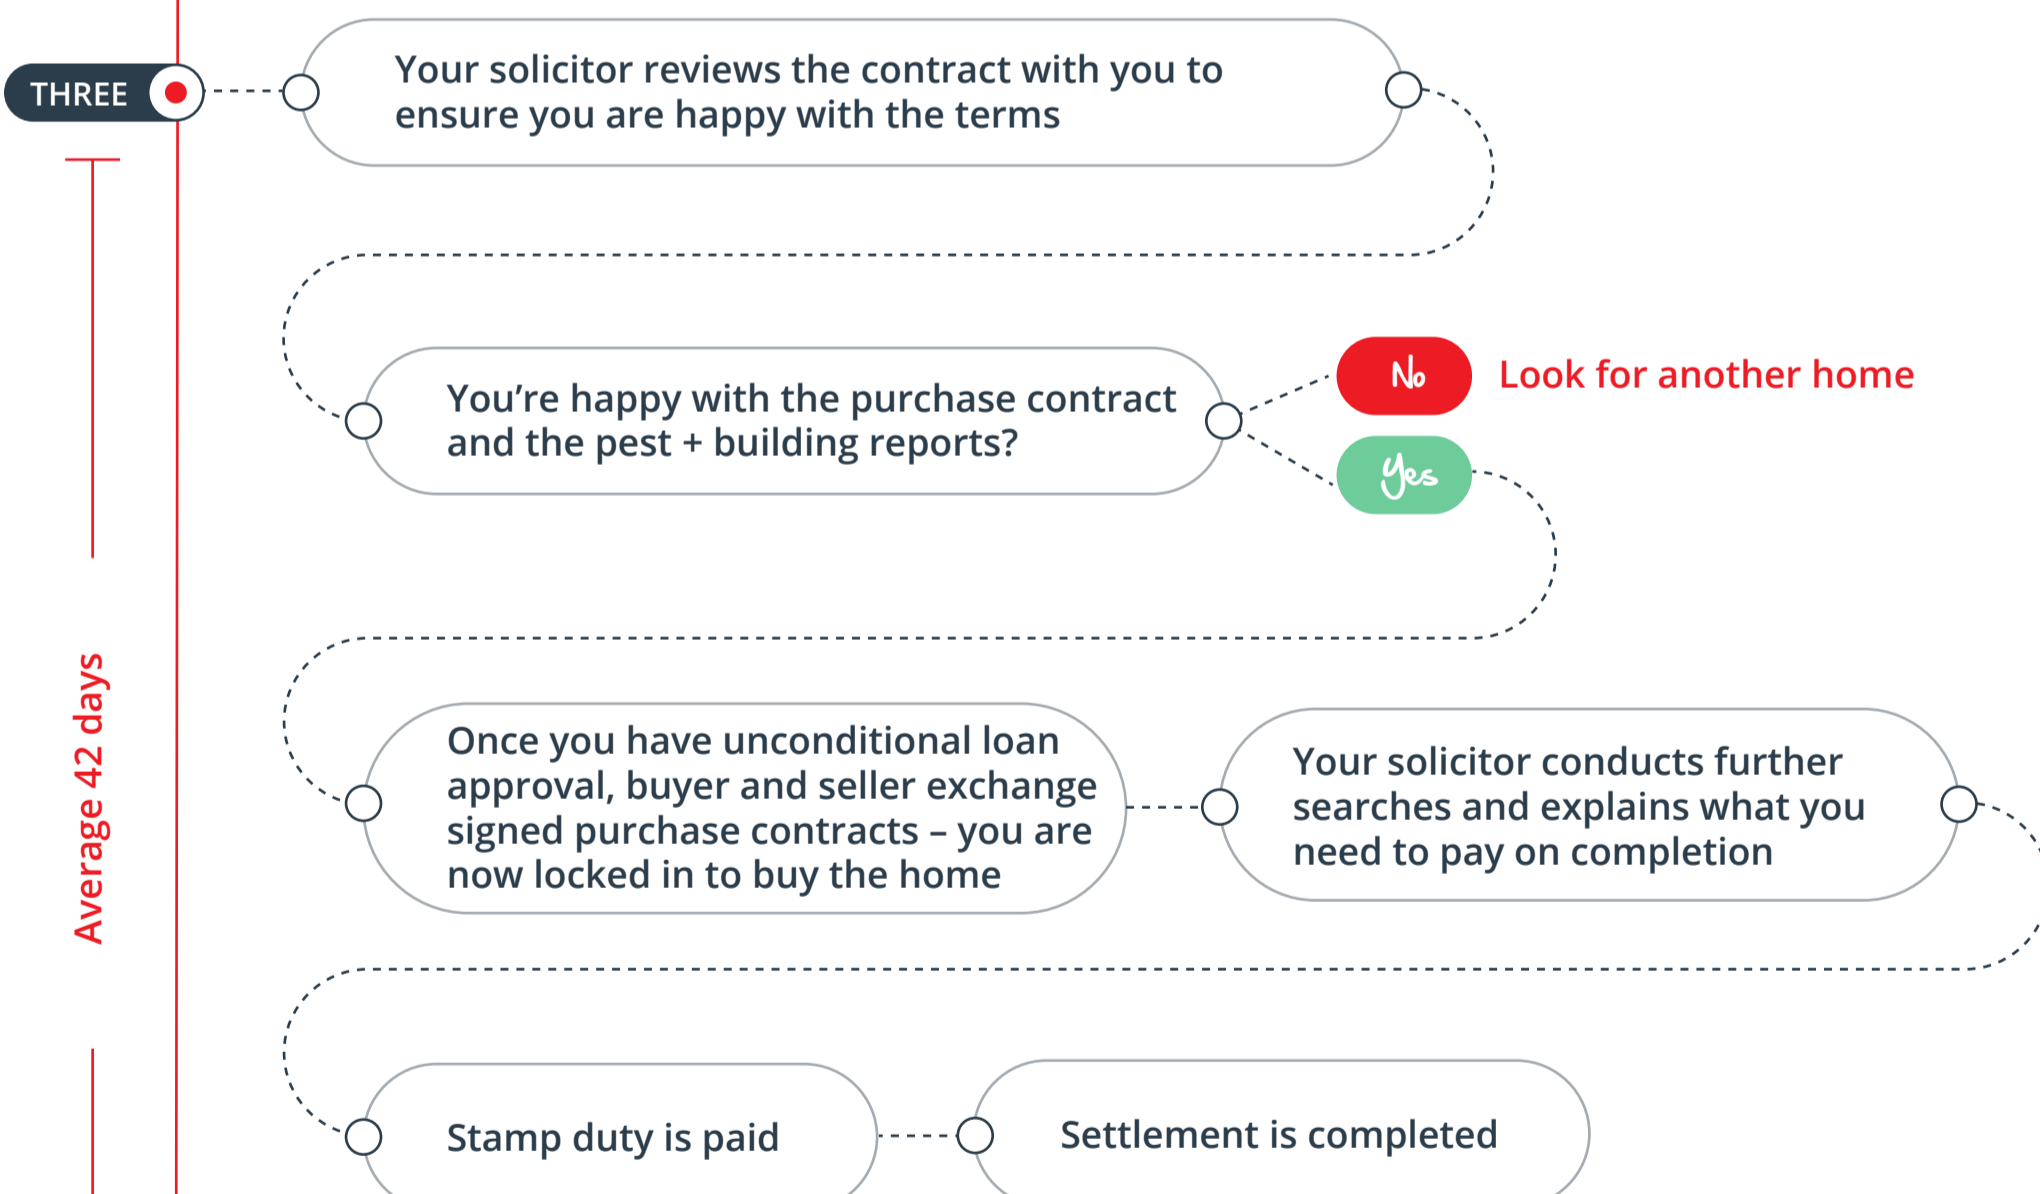 THREE
Your solicitor reviews the contract with you to
ensure you are happy with the terms
You’re happy with the purchase contract
and the pest + building reports?
No
Look for another home
Yes
Average 42 days
Once you have unconditional loan
approval, buyer and seller exchange
signed purchase contracts – you are
now locked in to buy the home
Your solicitor conducts further
searches and explains what you
need to pay on completion
Stamp duty is paid
Settlement is completed